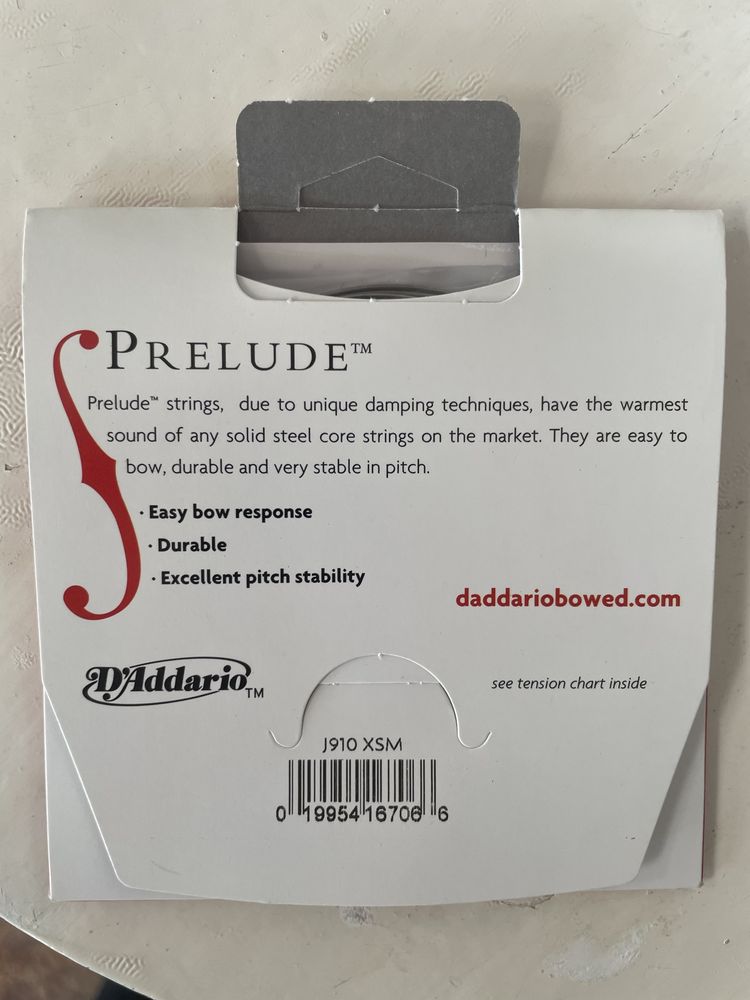 PRELUDE™
Prelude™ strings, due to unique damping techniques, have the warmest
sound of any solid steel core strings on the market. They are easy to
bow, durable and very stable in pitch.
· Easy bow response
· Durable
· Excellent pitch stability
daddariobowed.com
D'Addario™
see tension chart inside
J910 XSM
0 19954 16706 6